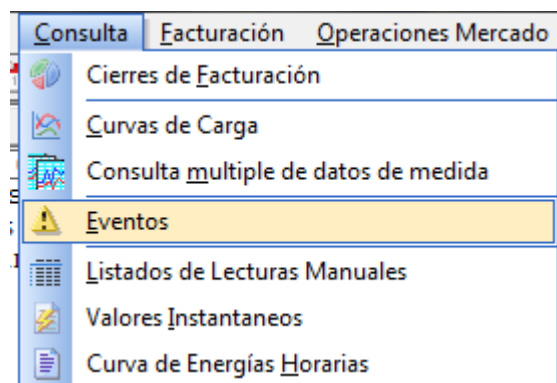 Consulta Facturación Operaciones Mercado
Cierres de Facturación
Curvas de Carga
Consulta multiple de datos de medida
Eventos
Listados de Lecturas Manuales
Valores Instantaneos
Curva de Energías Horarias